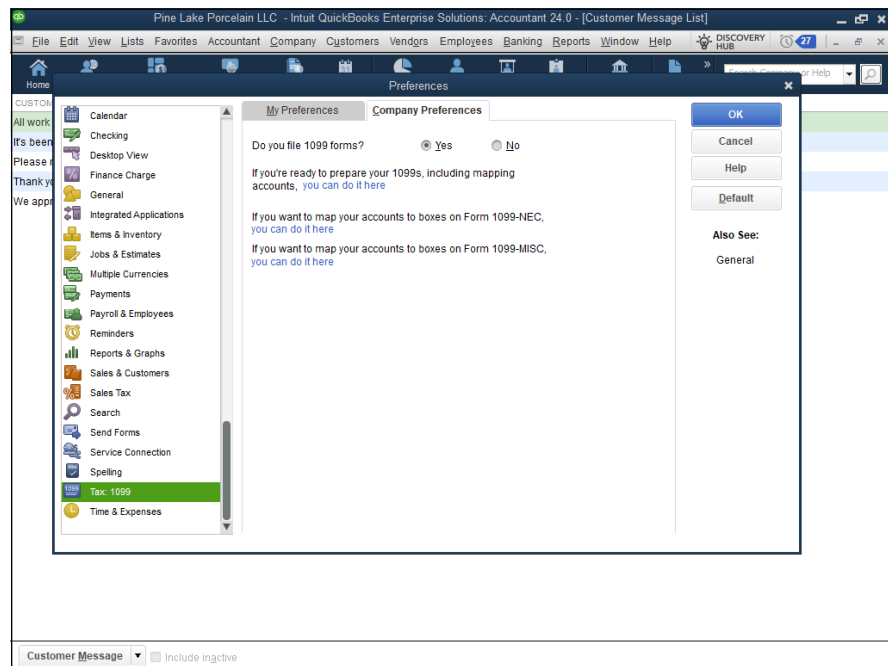 Pine Lake Porcelain LLC - Intuit QuickBooks Enterprise Solutions: Accountant 24.0 - [Customer Message List]
File Edit View Lists Favorites Accountant Company Customers Vendors Employees Banking Reports Window Help DISCOVERY HUB 27
Home
» Search Company or Help
Preferences
CUSTOM
All work
It's been
Please r
Thank yo
We appr
Calendar
Checking
Desktop View
Finance Charge
General
Integrated Applications
Items & Inventory
Jobs & Estimates
Multiple Currencies
Payments
Payroll & Employees
Reminders
Reports & Graphs
Sales & Customers
Sales Tax
Search
Send Forms
Service Connection
Spelling
Tax: 1099
Time & Expenses
My Preferences Company Preferences
Do you file 1099 forms? Yes No
If you're ready to prepare your 1099s, including mapping
accounts, you can do it here
If you want to map your accounts to boxes on Form 1099-NEC,
you can do it here
If you want to map your accounts to boxes on Form 1099-MISC,
you can do it here
OK
Cancel
Help
Default
Also See:
General
Customer Message Include inactive